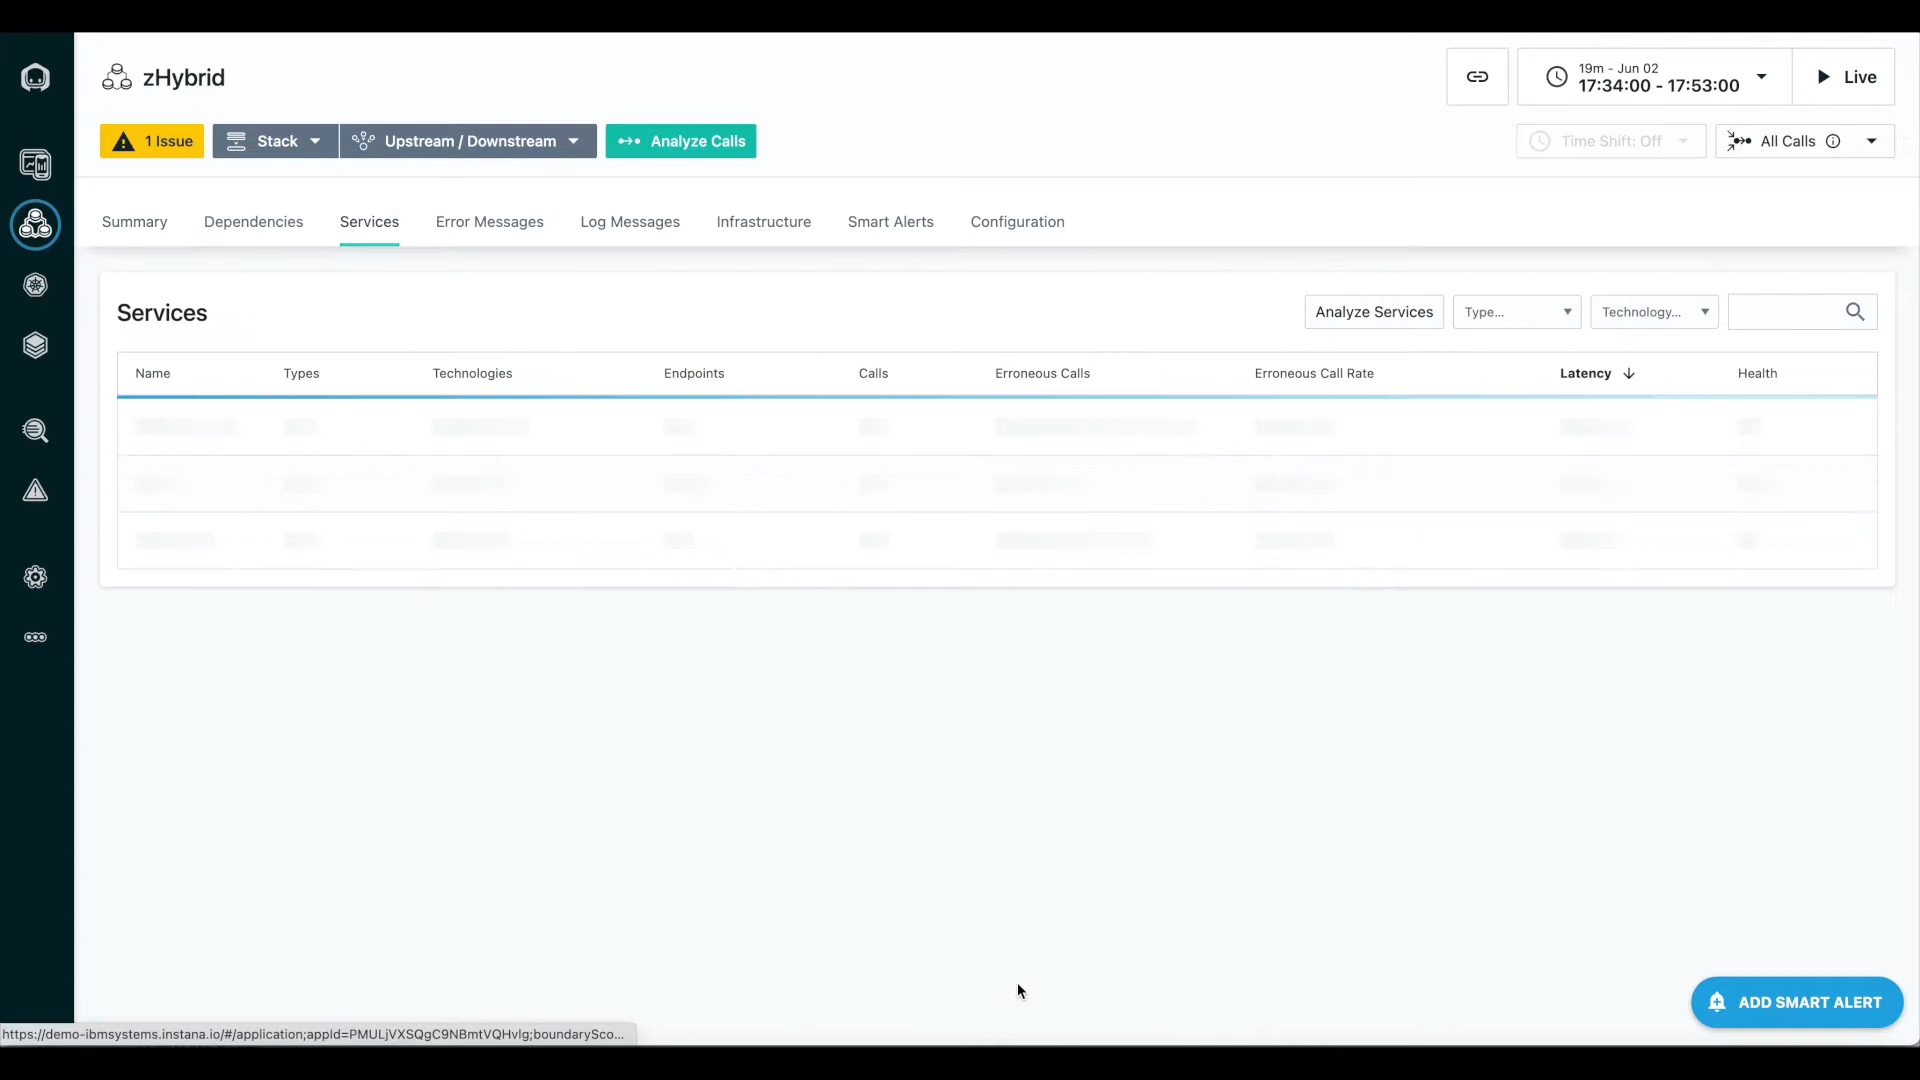 zHybrid
19m - Jun 02
17:34:00 - 17:53:00
Live
1 Issue
Stack
Upstream / Downstream
Analyze Calls
Time Shift: Off
All Calls
Summary
Dependencies
Services
Error Messages
Log Messages
Infrastructure
Smart Alerts
Configuration
Services
Analyze Services
Type...
Technology...
Name
Types
Technologies
Endpoints
Calls
Erroneous Calls
Erroneous Call Rate
Latency
Health
ADD SMART ALERT
https://demo-ibmsystems.instana.io/#/application;appId=PMULjVXSQgC9NBmtVQHvlg;boundarySco...